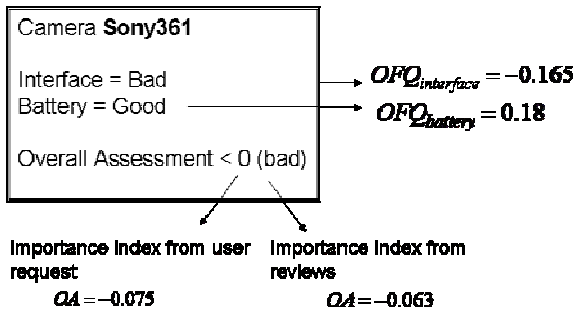 Camera Sony361
Interface = Bad
OFQinterface = −0.165
Battery = Good
OFQbattery = 0.18
Overall Assessment < 0 (bad)
Importance Index from user
request
OA = −0.075
Importance Index from
reviews
OA = −0.063